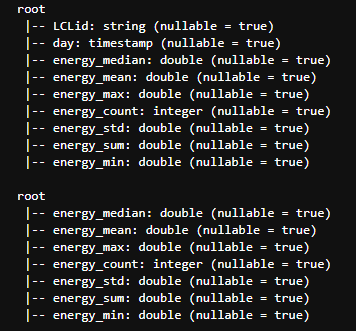 root
 |-- LCLid: string (nullable = true)
 |-- day: timestamp (nullable = true)
 |-- energy_median: double (nullable = true)
 |-- energy_mean: double (nullable = true)
 |-- energy_max: double (nullable = true)
 |-- energy_count: integer (nullable = true)
 |-- energy_std: double (nullable = true)
 |-- energy_sum: double (nullable = true)
 |-- energy_min: double (nullable = true)

root
 |-- energy_median: double (nullable = true)
 |-- energy_mean: double (nullable = true)
 |-- energy_max: double (nullable = true)
 |-- energy_count: integer (nullable = true)
 |-- energy_std: double (nullable = true)
 |-- energy_sum: double (nullable = true)
 |-- energy_min: double (nullable = true)